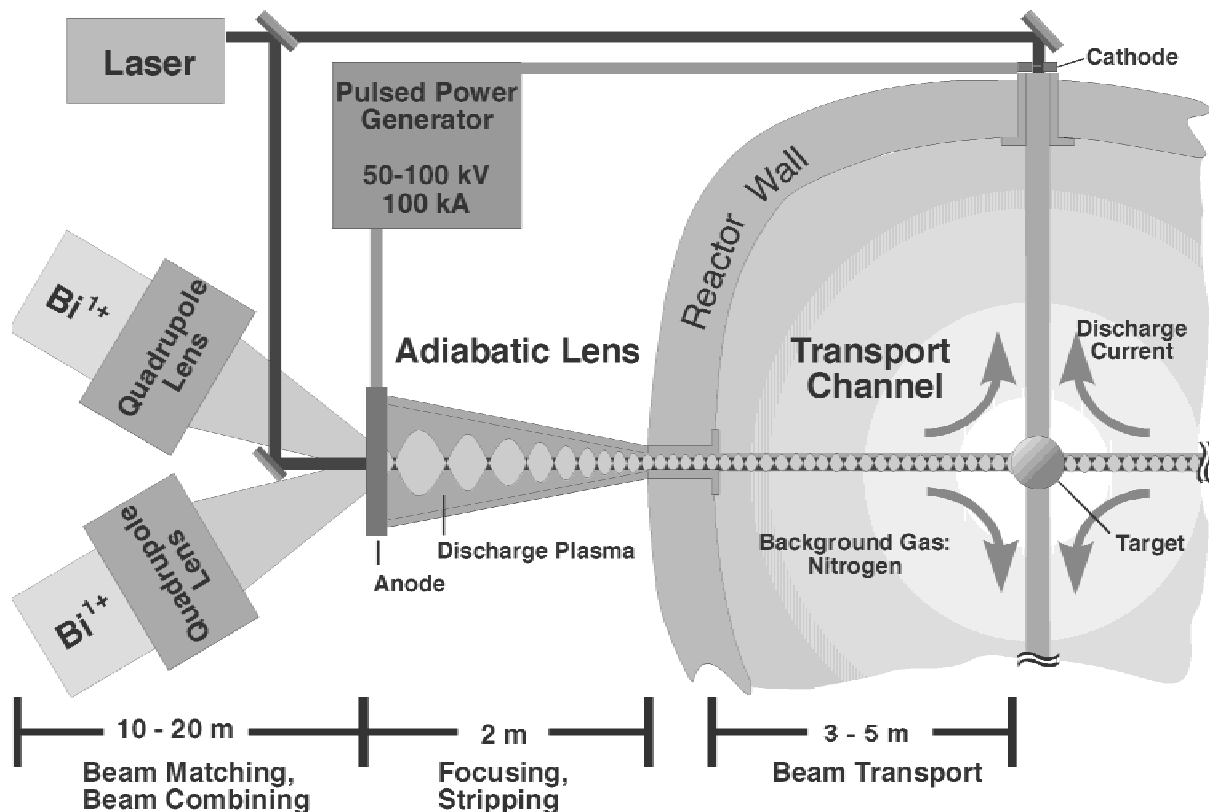 Laser
Pulsed Power
Generator
50-100 kV
100 kA
Cathode
Reactor Wall
Bi1+
Quadrupole
Lens
Adiabatic Lens
Transport
Channel
Discharge
Current
Quadrupole
Lens
Bi1+
Discharge Plasma
Anode
Background Gas:
Nitrogen
Target
10 - 20 m
2 m
3 - 5 m
Beam Matching,
Beam Combining
Focusing,
Stripping
Beam Transport